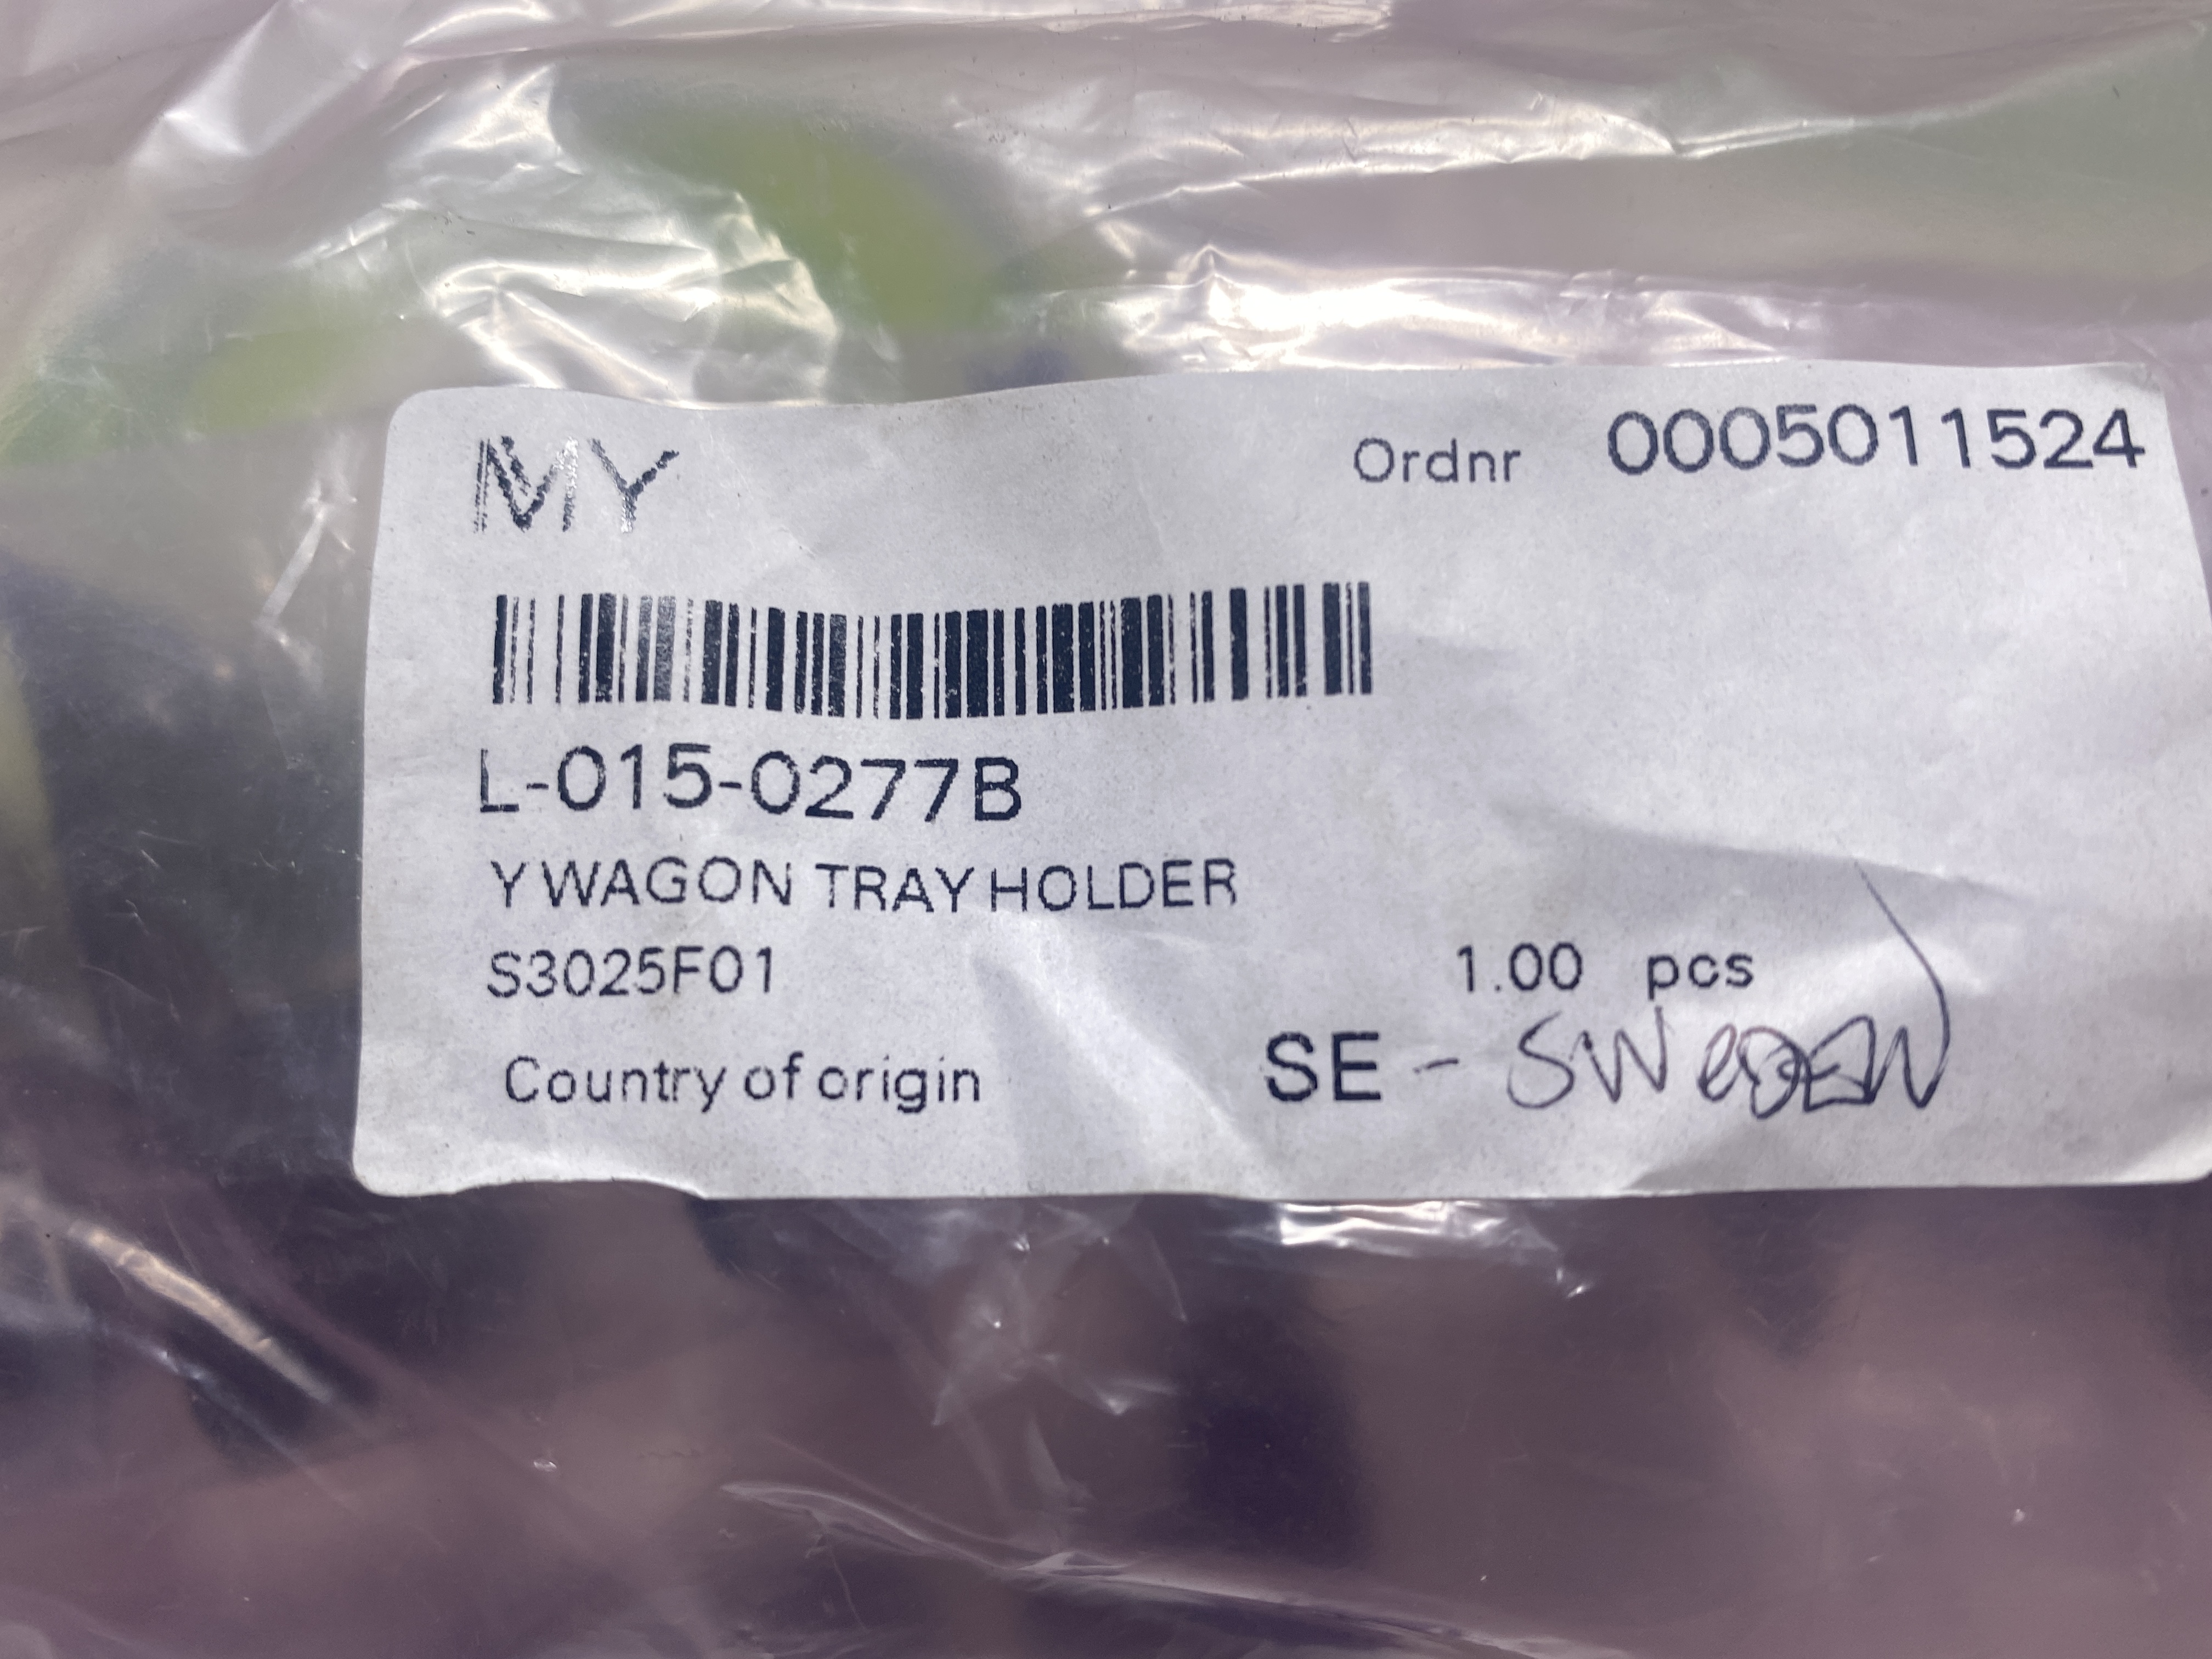 MY Ordnr 0005011524
L-015-0277B
Y WAGON TRAY HOLDER
S3025F01 1.00 pcs
Country of origin SE - SWeDEN